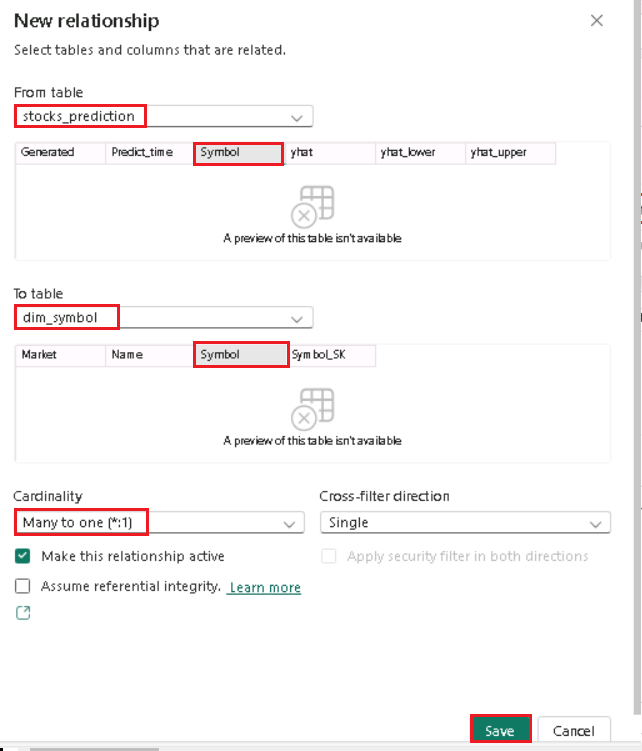 New relationship
Select tables and columns that are related.
From table
stocks_prediction
Generated Predict_time Symbol yhat yhat_lower yhat_upper
A preview of this table isn't available
To table
dim_symbol
Market Name Symbol Symbol_SK
A preview of this table isn't available
Cardinality Cross-filter direction
Many to one (*:1) Single
Make this relationship active Apply security filter in both directions
Assume referential integrity. Learn more
Save Cancel